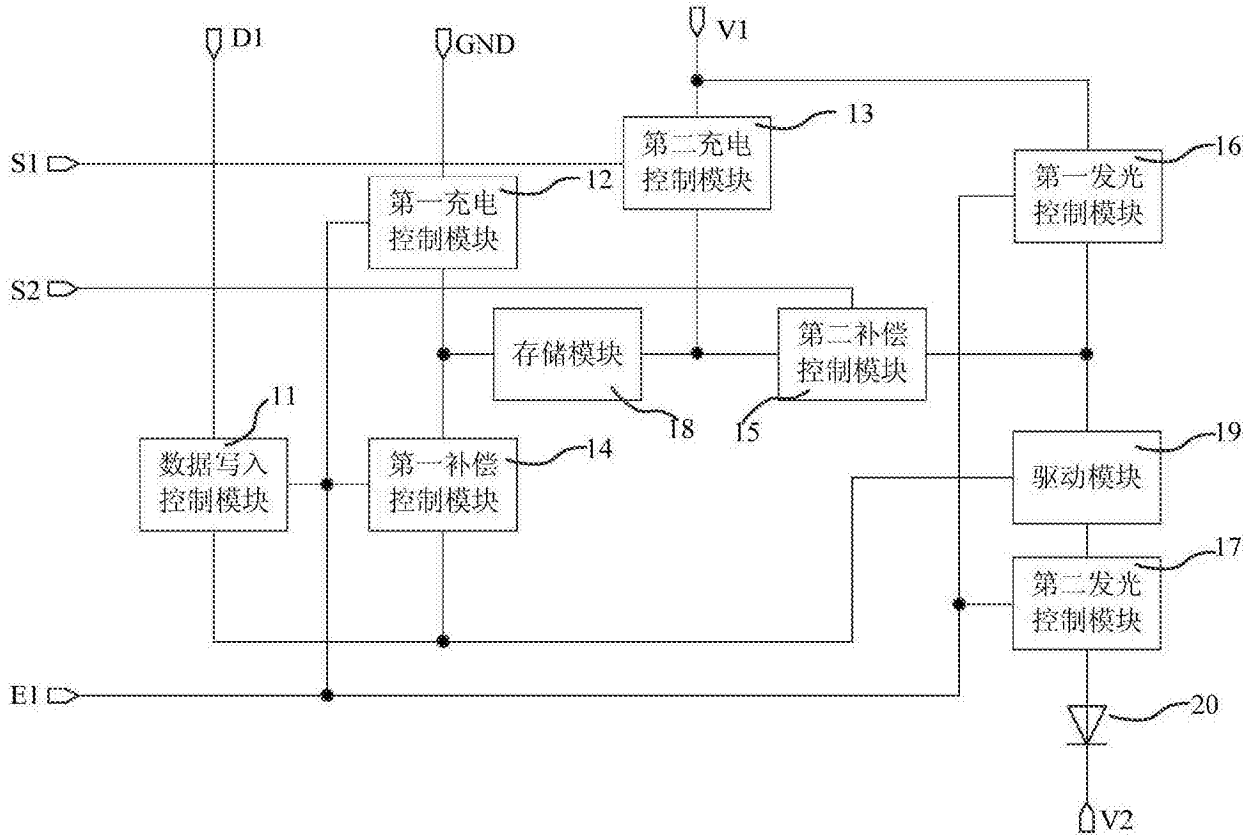 D1
GND
V1
13
S1
第二充电
控制模块
16
12
第一充电
控制模块
第一发光
控制模块
S2
存储模块
第二补偿
控制模块
11
18
15
数据写入
控制模块
第一补偿
控制模块
14
19
驱动模块
17
第二发光
控制模块
E1
20
V2